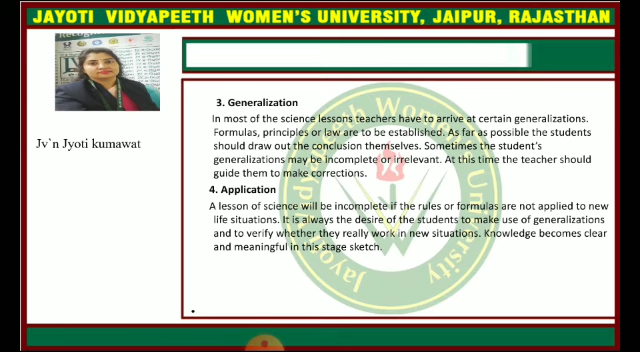 JAYOTI VIDYAPEETH WOMEN'S UNIVERSITY, JAIPUR, RAJASTHAN
Jv`n Jyoti kumawat
3. Generalization
In most of the science lessons teachers have to arrive at certain generalizations.
Formulas, principles or law are to be established. As far as possible the students
should draw out the conclusion themselves. Sometimes the student's
generalizations may be incomplete or irrelevant. At this time the teacher should
guide them to make corrections.
4. Application
A lesson of science will be incomplete if the rules or formulas are not applied to new
life situations. It is always the desire of the students to make use of generalizations
and to verify whether they really work in new situations. Knowledge becomes clear
and meaningful in this stage sketch.
Jayoti Vidyapeeth Women's University